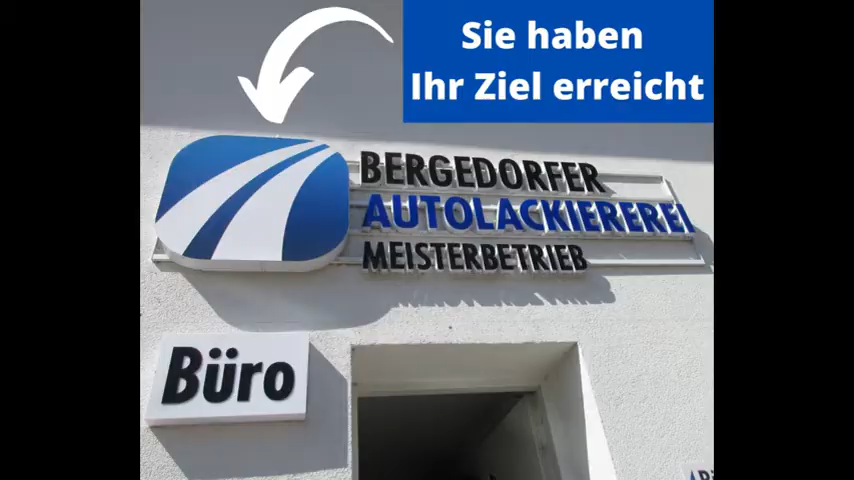 Sie haben
Ihr Ziel erreicht
BERGEDORFER
AUTOLACKIEREREI
MEISTERBETRIEB
Büro